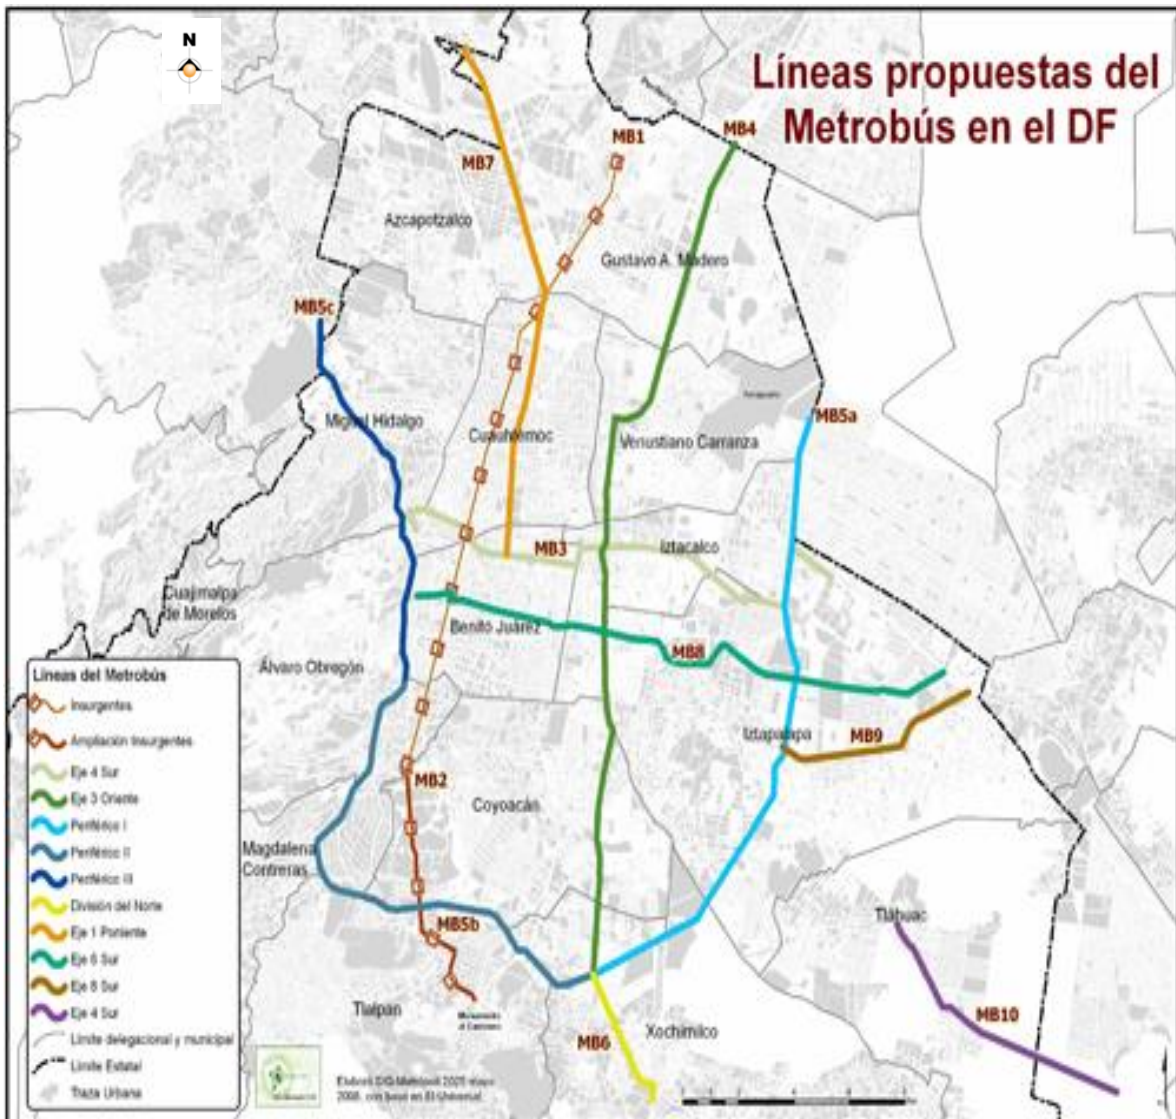 N
Líneas propuestas del
Metrobús en el DF
MB1
MB4
MB7
Azcapotzalco
Gustavo A. Madero
MB5c
MB5a
Miguel Hidalgo
Cuauhtémoc
Venustiano Carranza
MB3
Iztacalco
Cuajimalpa
de Morelos
Benito Juárez
MB8
Álvaro Obregón
Iztapalapa
MB9
MB2
Coyoacán
Magdalena
Contreras
Tláhuac
MB5b
Tlalpan
MB10
MB6
Xochimilco
Líneas del Metrobús
Insurgentes
Ampliación Insurgentes
Eje 4 Sur
Eje 3 Oriente
Periférico I
Periférico II
Periférico III
División del Norte
Eje 1 Poniente
Eje 6 Sur
Eje 8 Sur
Eje 4 Sur
Límite delegacional y municipal
Límite Estatal
Traza Urbana